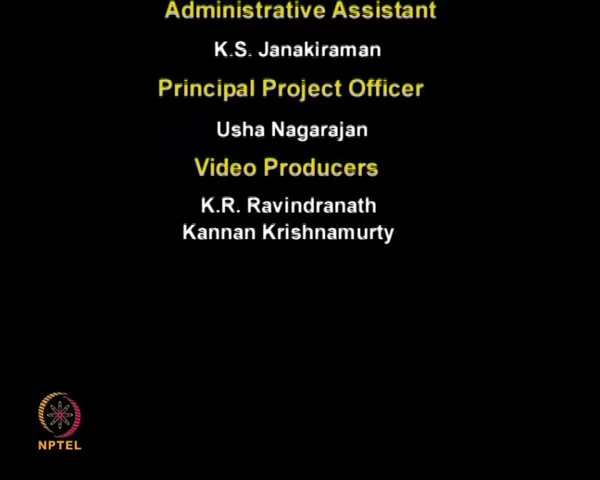 Administrative Assistant
K.S. Janakiraman
Principal Project Officer
Usha Nagarajan
Video Producers
K.R. Ravindranath
Kannan Krishnamurty
NPTEL